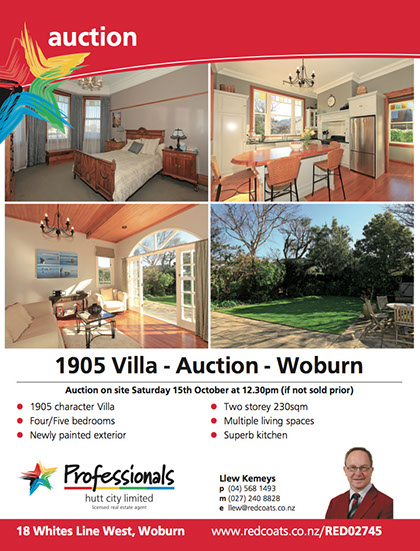 auction
1905 Villa - Auction - Woburn
Auction on site Saturday 15th October at 12.30pm (if not sold prior)
1905 character Villa
Four/Five bedrooms
Newly painted exterior
Two storey 230sqm
Multiple living spaces
Superb kitchen
Professionals
hutt city limited
licensed real estate agent
Llew Kemeys
p (04) 568 1493
m (027) 240 8828
e llew@redcoats.co.nz
18 Whites Line West, Woburn
www.redcoats.co.nz/RED02745